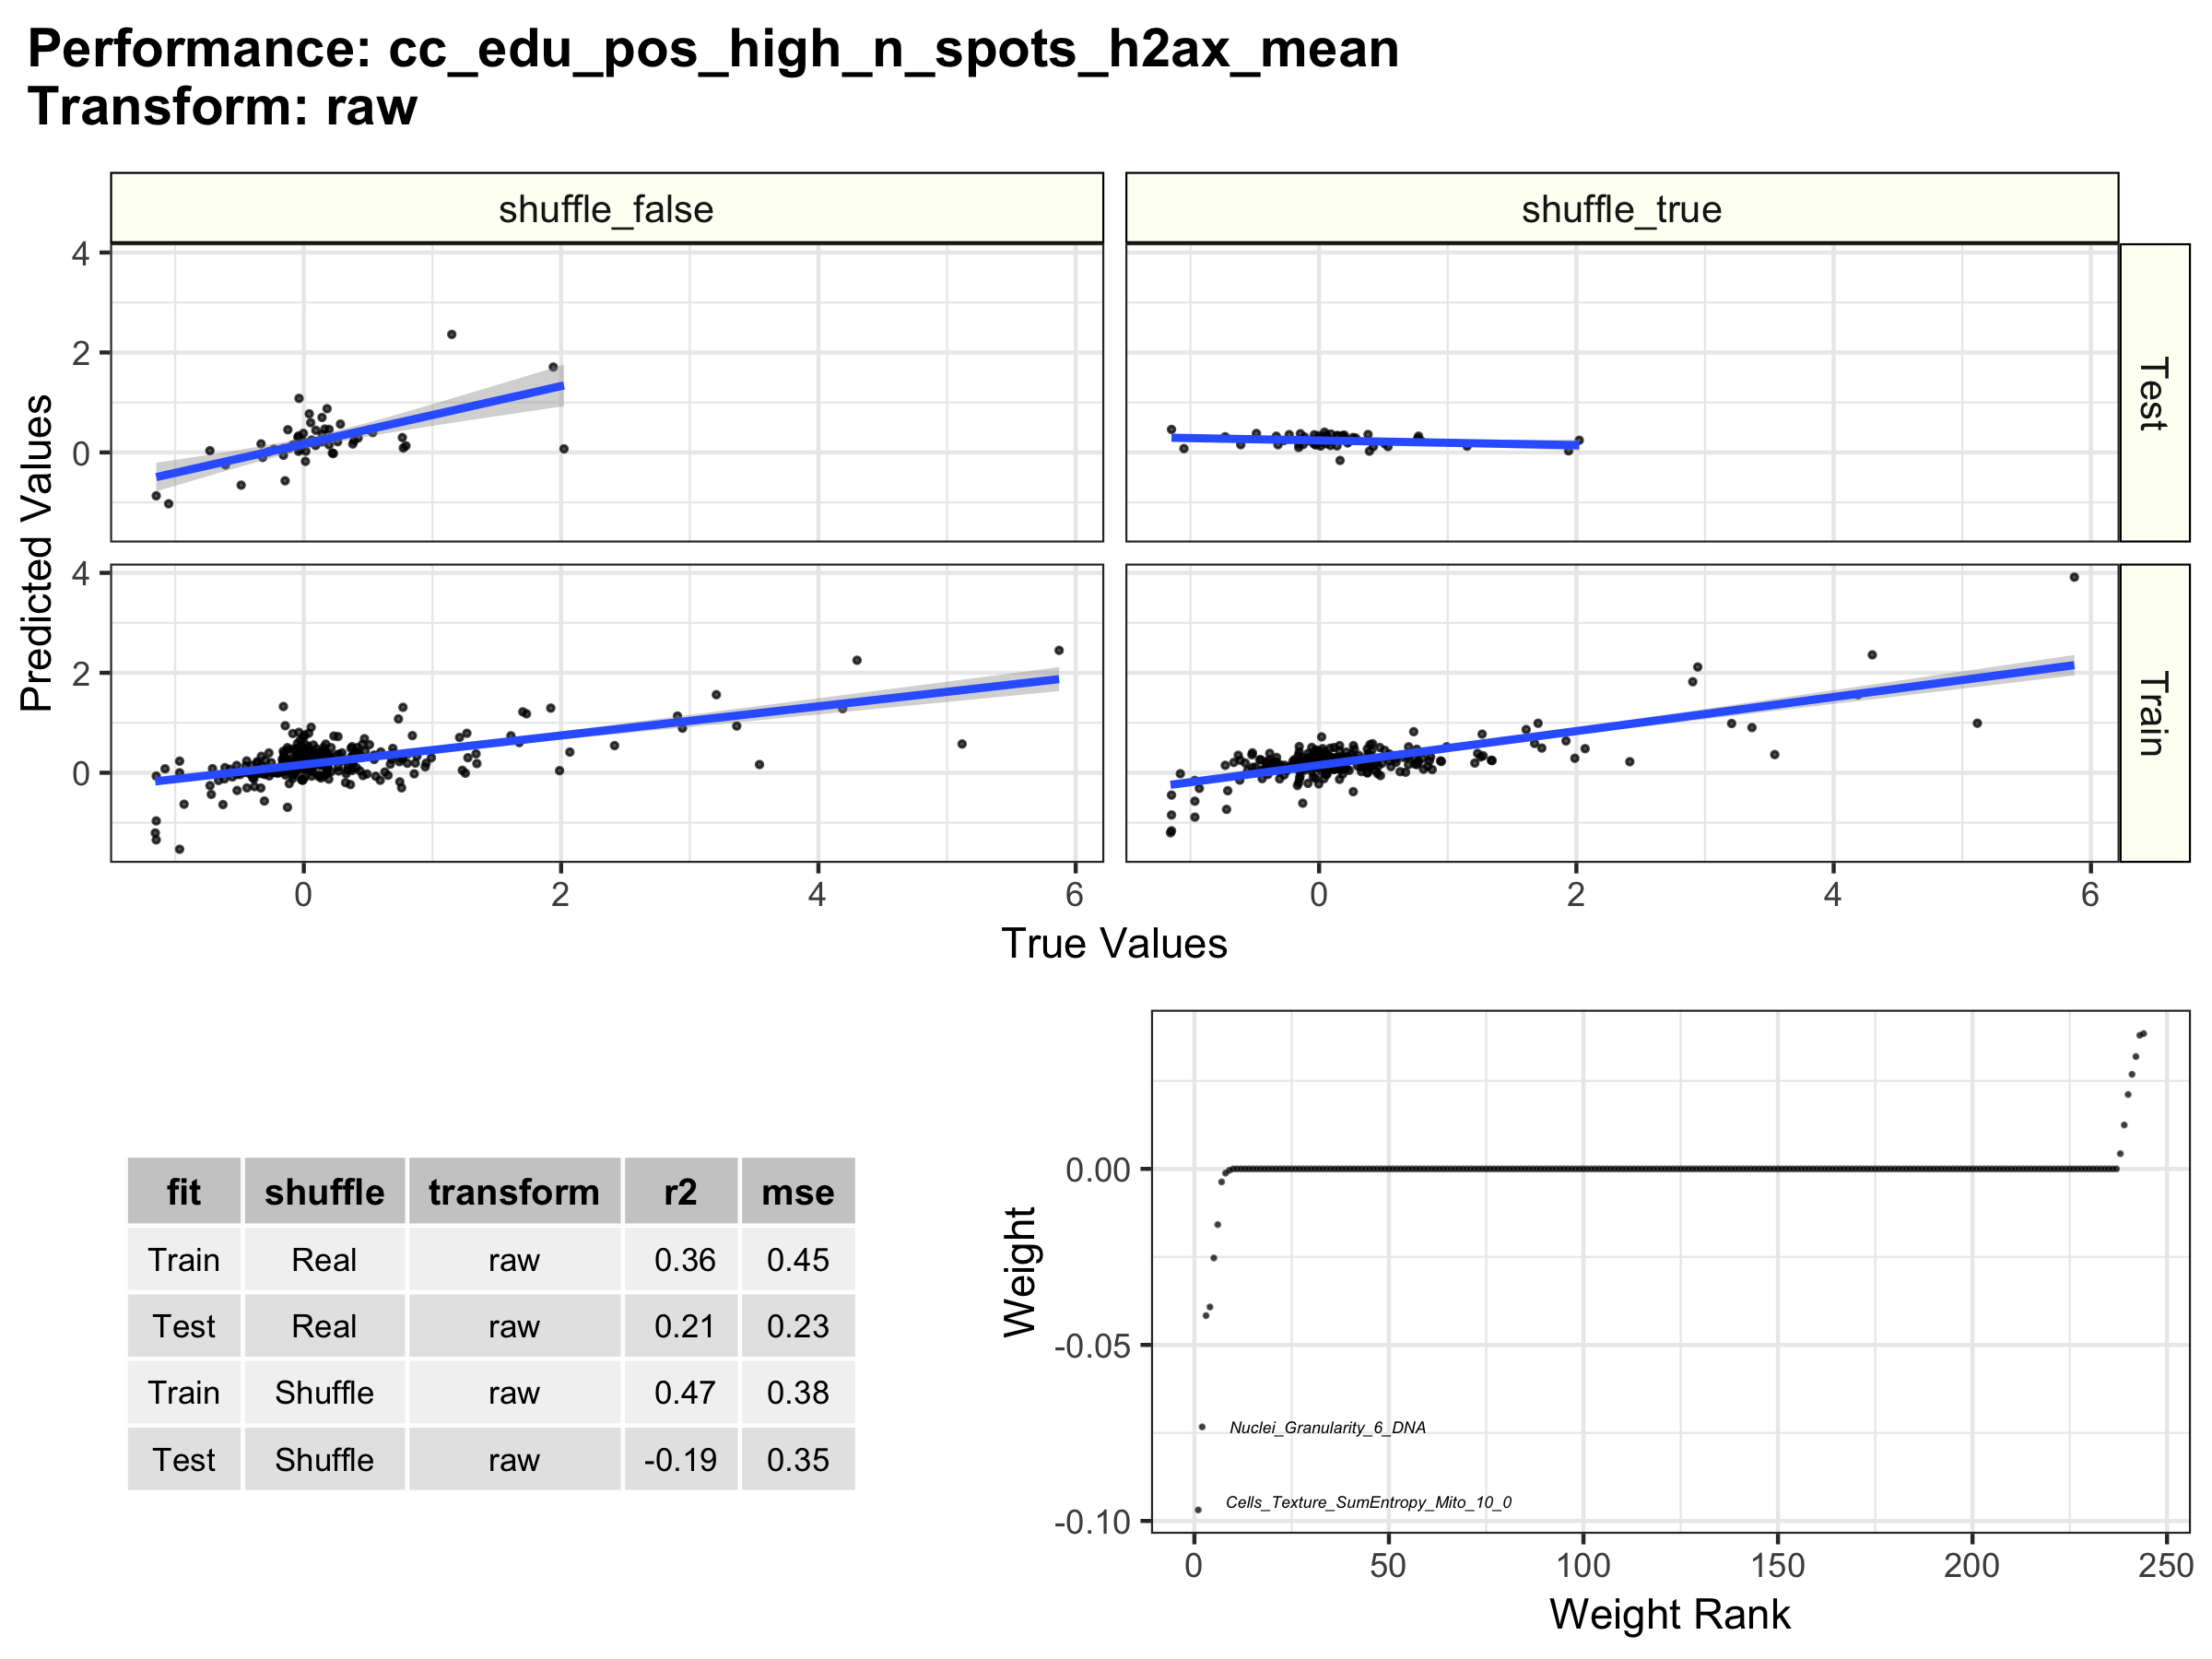 Performance: cc_edu_pos_high_n_spots_h2ax_mean
Transform: raw
shuffle_false
shuffle_true
4
2
0
Test
4
2
0
Train
Predicted Values
0 2 4 6
0 2 4 6
True Values
fit shuffle transform r2 mse
Train Real raw 0.36 0.45
Test Real raw 0.21 0.23
Train Shuffle raw 0.47 0.38
Test Shuffle raw -0.19 0.35
0.00
-0.05
-0.10
Weight
Nuclei_Granularity_6_DNA
Cells_Texture_SumEntropy_Mito_10_0
0 50 100 150 200 250
Weight Rank